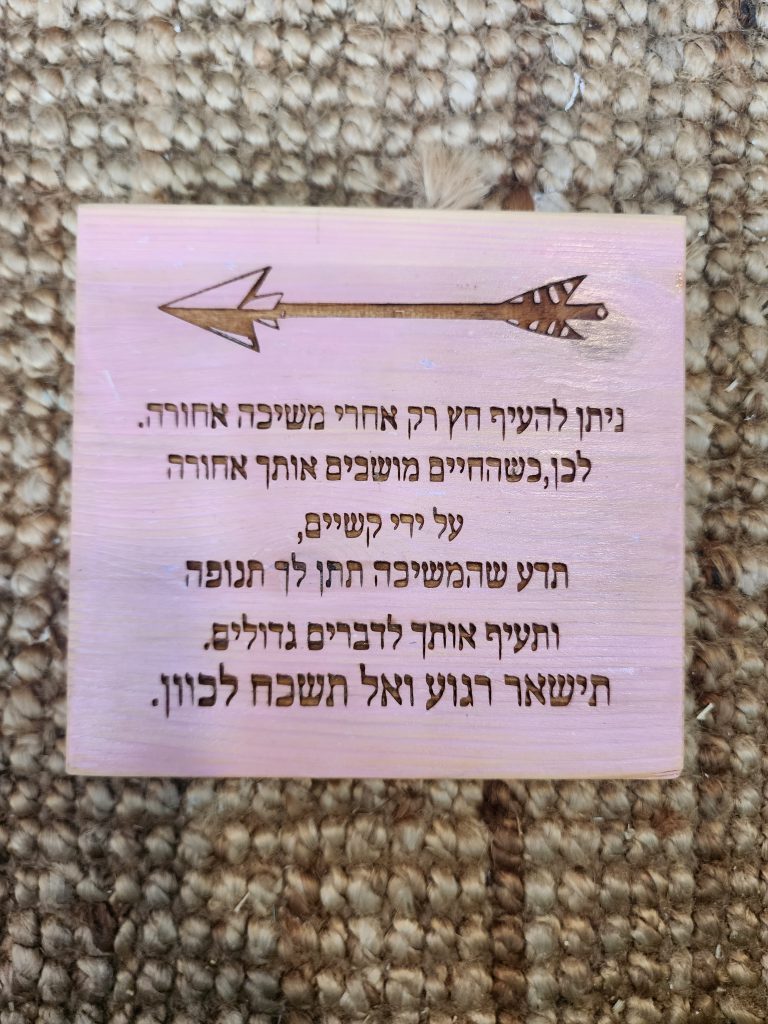 ניתן להעיף חץ רק אחרי משיכה אחורה.
לכן,כשהחיים מושכים אותך אחורה
על ידי קשיים,
תדע שהמשיכה תתן לך תנופה
ותעיף אותך לדברים גדולים.
תישאר רגוע ואל תשכח לכוון.